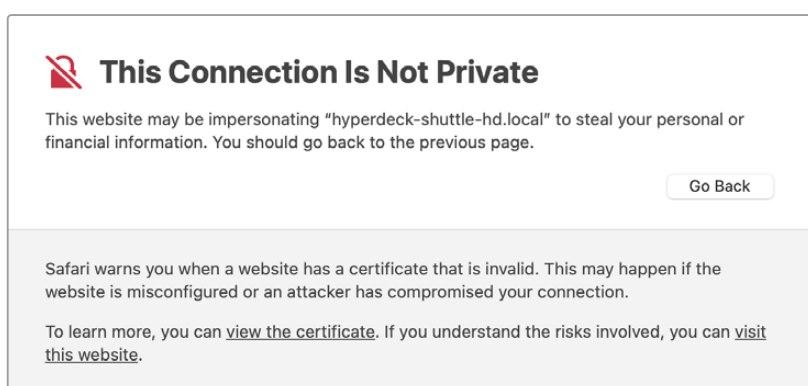 This Connection Is Not Private
This website may be impersonating “hyperdeck-shuttle-hd.local” to steal your personal or
financial information. You should go back to the previous page.
Go Back
Safari warns you when a website has a certificate that is invalid. This may happen if the
website is misconfigured or an attacker has compromised your connection.
To learn more, you can view the certificate. If you understand the risks involved, you can visit
this website.